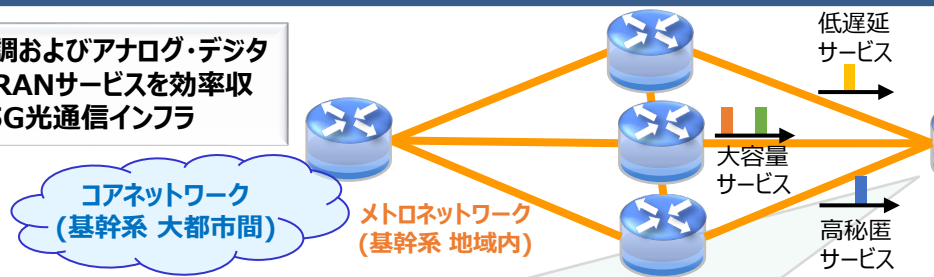 調およびアナログ・デジタ
RANサービスを効率収
G光通信インフラ
低遅延
サービス
大容量
サービス
コアネットワーク
(基幹系 大都市間)
メトロネットワーク
(基幹系 地域内)
高秘匿
サービス